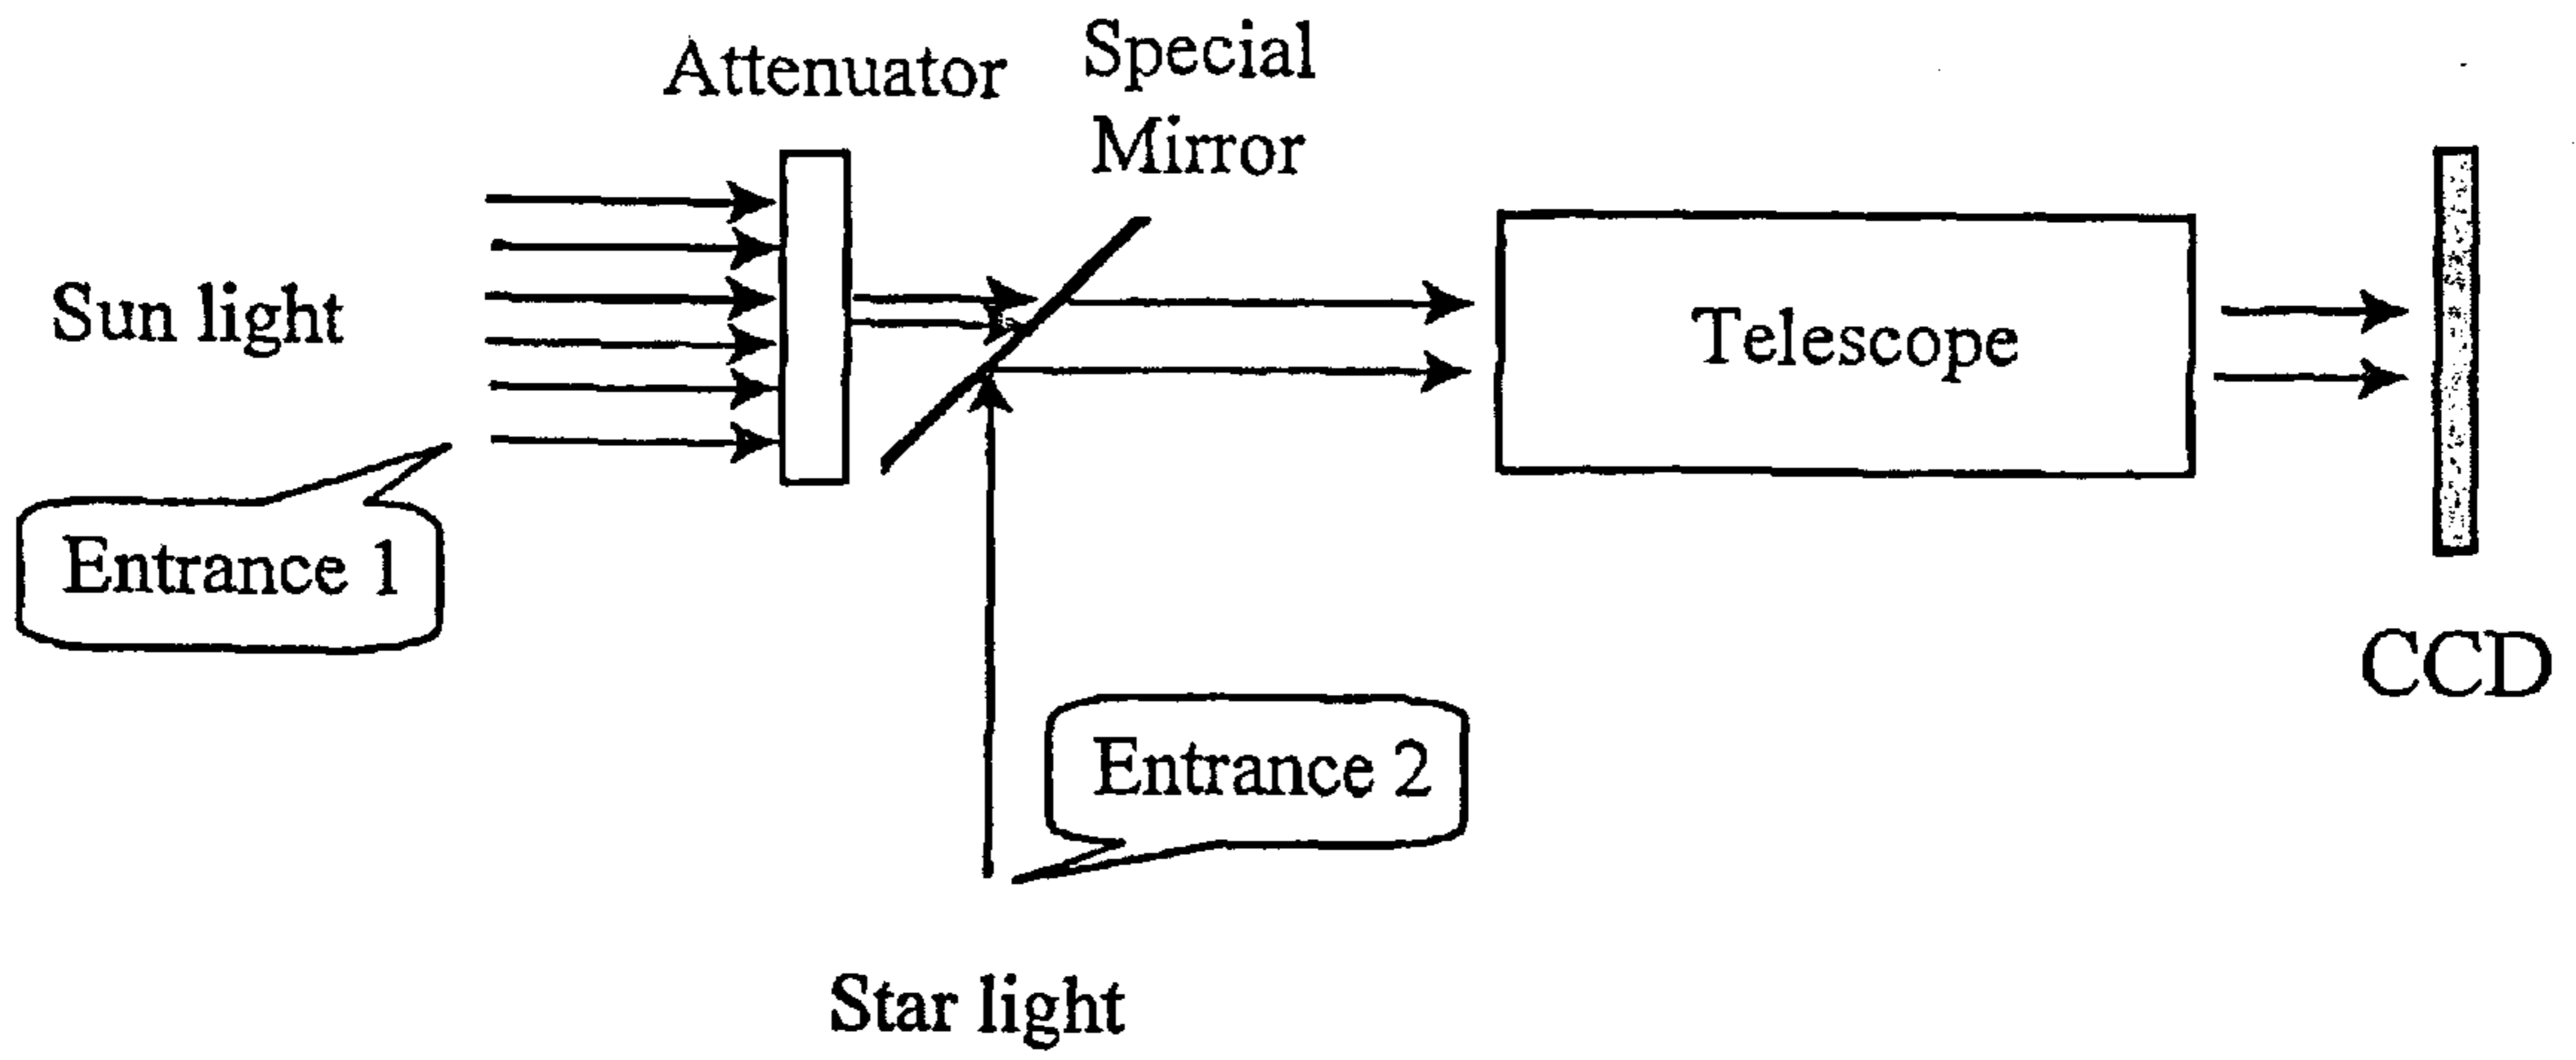 Attenuator
Special
Mirror
Sun light
Telescope
Entrance 1
CCD
Entrance 2
Star light